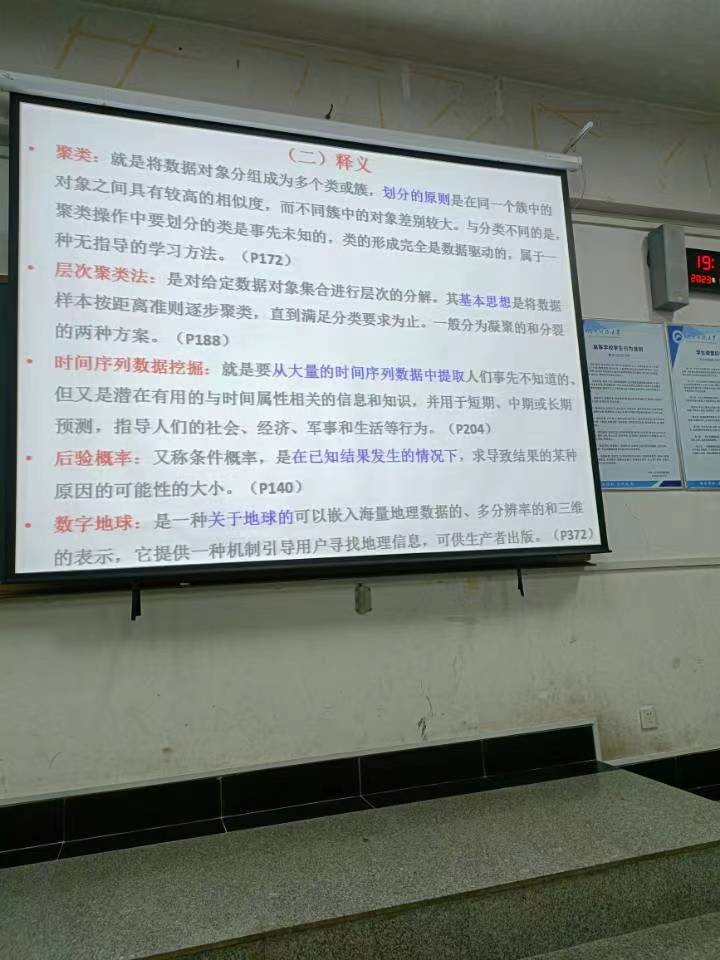 （二）释义
• 聚类：就是将数据对象分组成为多个类或簇，划分的原则是在同一个簇中的
对象之间具有较高的相似度，而不同簇中的对象差别较大。与分类不同的是，
聚类操作中要划分的类是事先未知的，类的形成完全是数据驱动的，属于一
种无指导的学习方法。（P172）
• 层次聚类法：是对给定数据对象集合进行层次的分解。其基本思想是将数据
样本按距离准则逐步聚类，直到满足分类要求为止。一般分为凝聚的和分裂
的两种方案。（P188）
• 时间序列数据挖掘：就是要从大量的时间序列数据中提取人们事先不知道的、
但又是潜在有用的与时间属性相关的信息和知识，并用于短期、中期或长期
预测，指导人们的社会、经济、军事和生活等行为。（P204）
• 后验概率：又称条件概率，是在已知结果发生的情况下，求导致结果的某种
原因的可能性的大小。（P140）
• 数字地球：是一种关于地球的可以嵌入海量地理数据的、多分辨率的和三维
的表示，它提供一种机制引导用户寻找地理信息，可供生产者出版。（P372）
19:
2023
高等学校学生行为准则